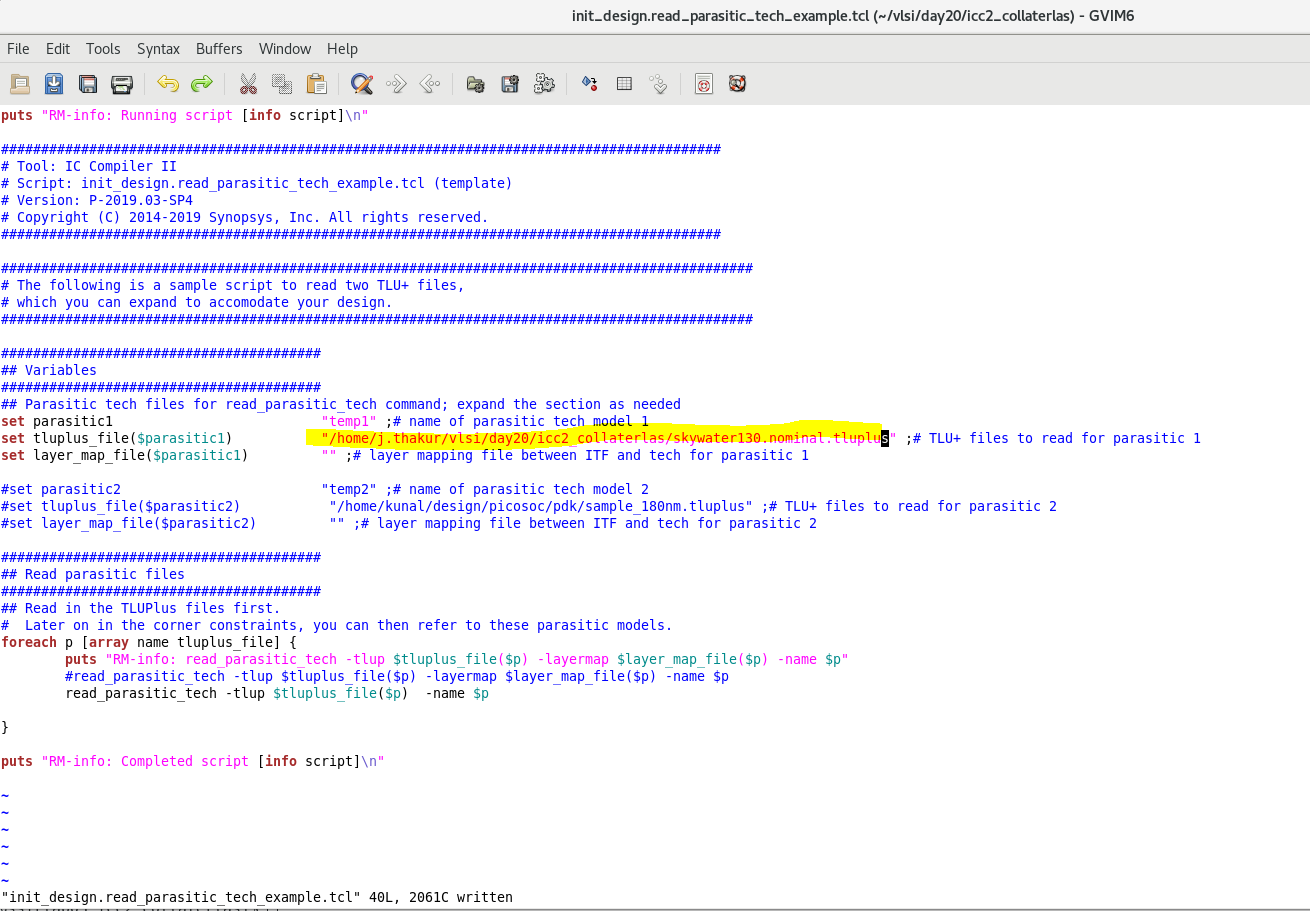 init_design.read_parasitic_tech_example.tcl (~/vlsi/day20/icc2_collaterlas) - GVIM6
File Edit Tools Syntax Buffers Window Help
puts "RM-info: Running script [info script]\n"
##########################################################################################
# Tool: IC Compiler II
# Script: init_design.read_parasitic_tech_example.tcl (template)
# Version: P-2019.03-SP4
# Copyright (C) 2014-2019 Synopsys, Inc. All rights reserved.
##########################################################################################
##############################################################################################
# The following is a sample script to read two TLU+ files,
# which you can expand to accomodate your design.
##############################################################################################
########################################
## Variables
########################################
## Parasitic tech files for read_parasitic_tech command; expand the section as needed
set parasitic1 "temp1" ;# name of parasitic tech model 1
set tluplus_file($parasitic1) "/home/j.thakur/vlsi/day20/icc2_collaterlas/skywater130.nominal.tluplus" ;# TLU+ files to read for parasitic 1
set layer_map_file($parasitic1) "" ;# layer mapping file between ITF and tech for parasitic 1
#set parasitic2 "temp2" ;# name of parasitic tech model 2
#set tluplus_file($parasitic2) "/home/kunal/design/picosoc/pdk/sample_180nm.tluplus" ;# TLU+ files to read for parasitic 2
#set layer_map_file($parasitic2) "" ;# layer mapping file between ITF and tech for parasitic 2
########################################
## Read parasitic files
########################################
## Read in the TLUPlus files first.
#  Later on in the corner constraints, you can then refer to these parasitic models.
foreach p [array name tluplus_file] {
puts "RM-info: read_parasitic_tech -tlup $tluplus_file($p) -layermap $layer_map_file($p) -name $p"
#read_parasitic_tech -tlup $tluplus_file($p) -layermap $layer_map_file($p) -name $p
read_parasitic_tech -tlup $tluplus_file($p)  -name $p
}
puts "RM-info: Completed script [info script]\n"
~
~
~
~
~
~
"init_design.read_parasitic_tech_example.tcl" 40L, 2061C written